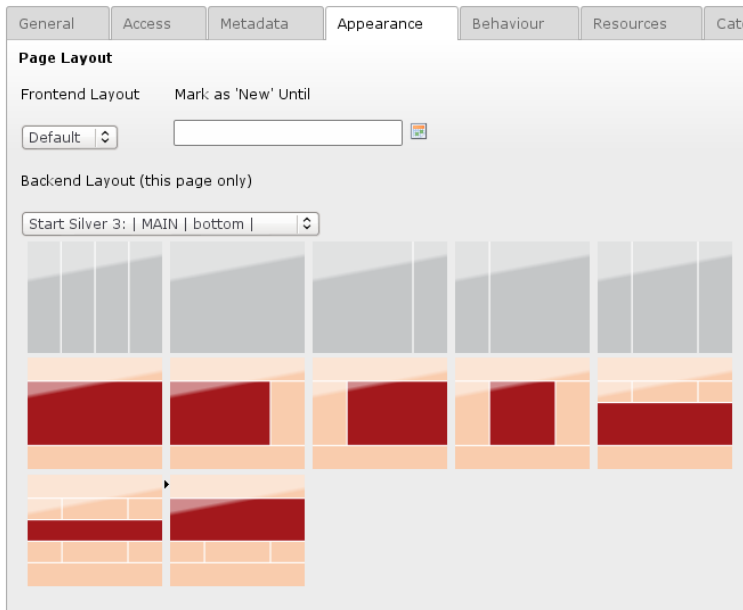 General Access Metadata Appearance Behaviour Resources Cat
Page Layout
Frontend Layout Mark as 'New' Until
Default
Backend Layout (this page only)
Start Silver 3: | MAIN | bottom |